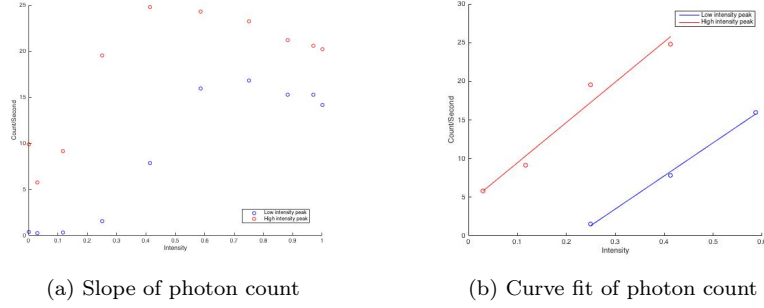 25
20
15
10
5
0
Count/Second
0 0.1 0.2 0.3 0.4 0.5 0.6 0.7 0.8 0.9 1
Intensity
Low intensity peak
High intensity peak
(a) Slope of photon count
30
25
20
15
10
5
0
Count/Second
0 0.1 0.2 0.3 0.4 0.5 0.6
Intensity
Low intensity peak
High intensity peak
(b) Curve fit of photon count